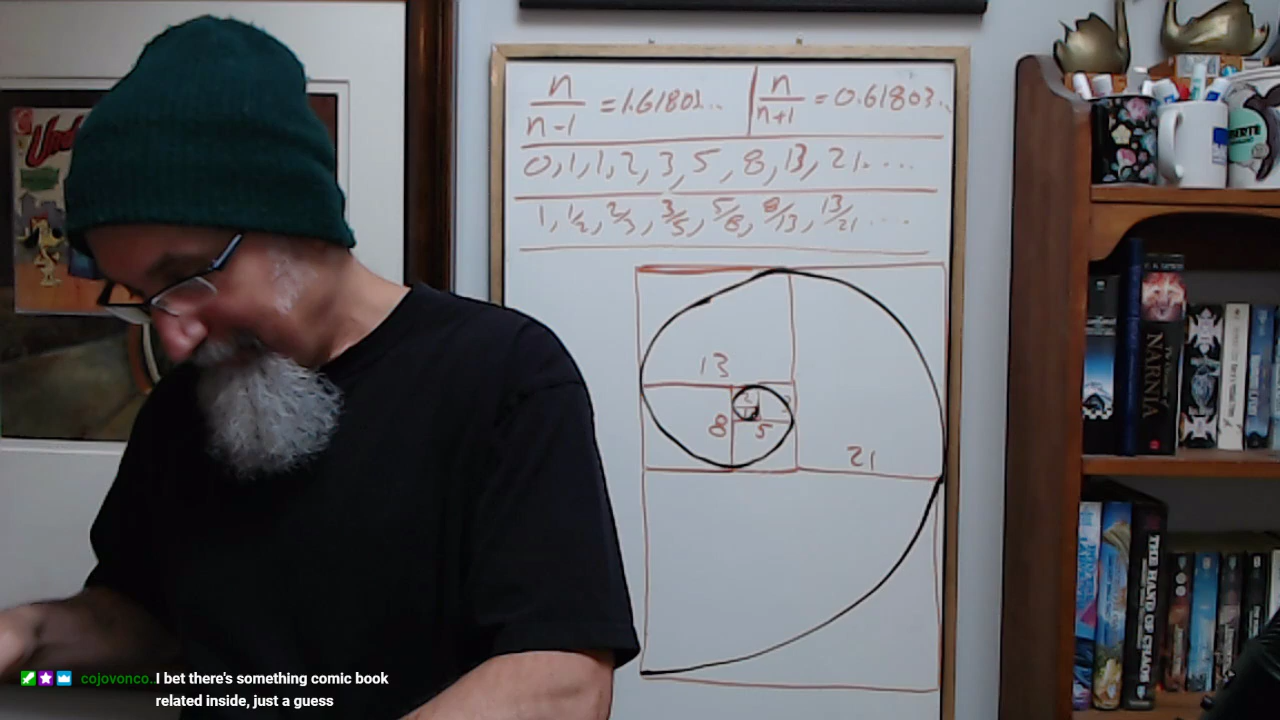 n/n-1 = 1.61803... | n/n+1 = 0.61803...
0, 1, 1, 2, 3, 5, 8, 13, 21, ...
1, 1/2, 2/3, 3/5, 5/8, 8/13, 13/21 ...
13
2
8
5
21
NARNIA
THE HAND OF CHAOS
cojovonco. I bet there's something comic book
related inside, just a guess